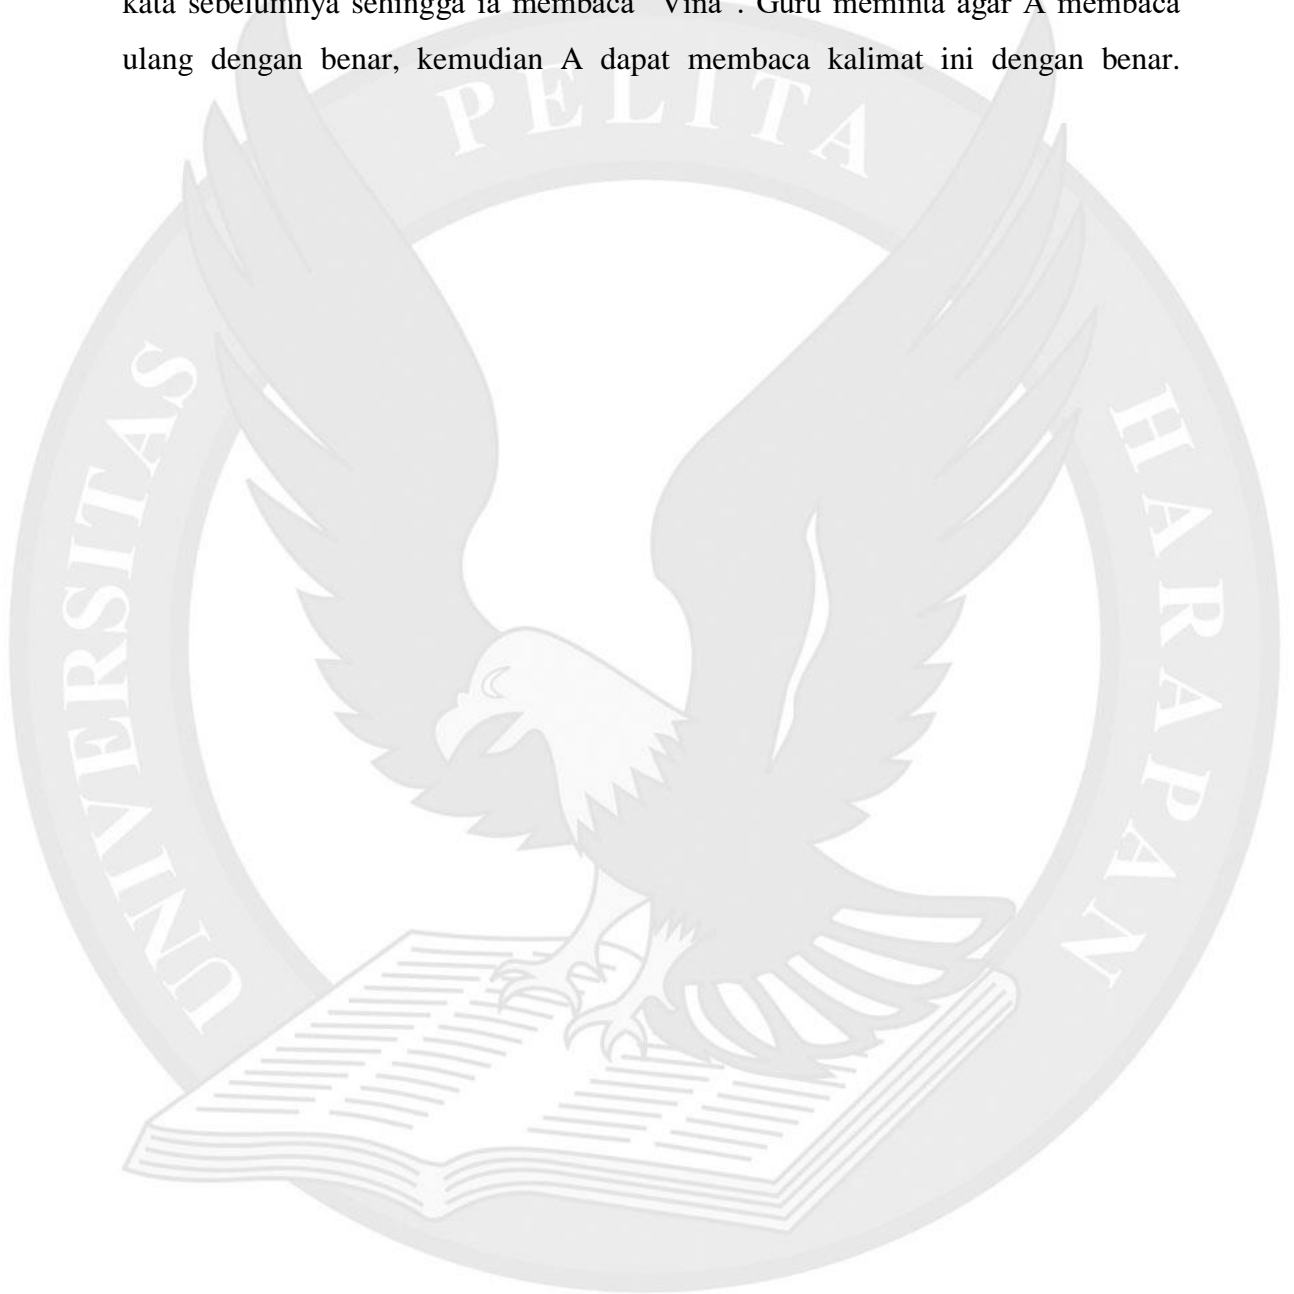 kata sebelumnya sehingga ia membaca "Vina". Guru meminta agar A membaca
ulang dengan benar, kemudian A dapat membaca kalimat ini dengan benar.
UNIVERSITAS PELITA HARAPAN